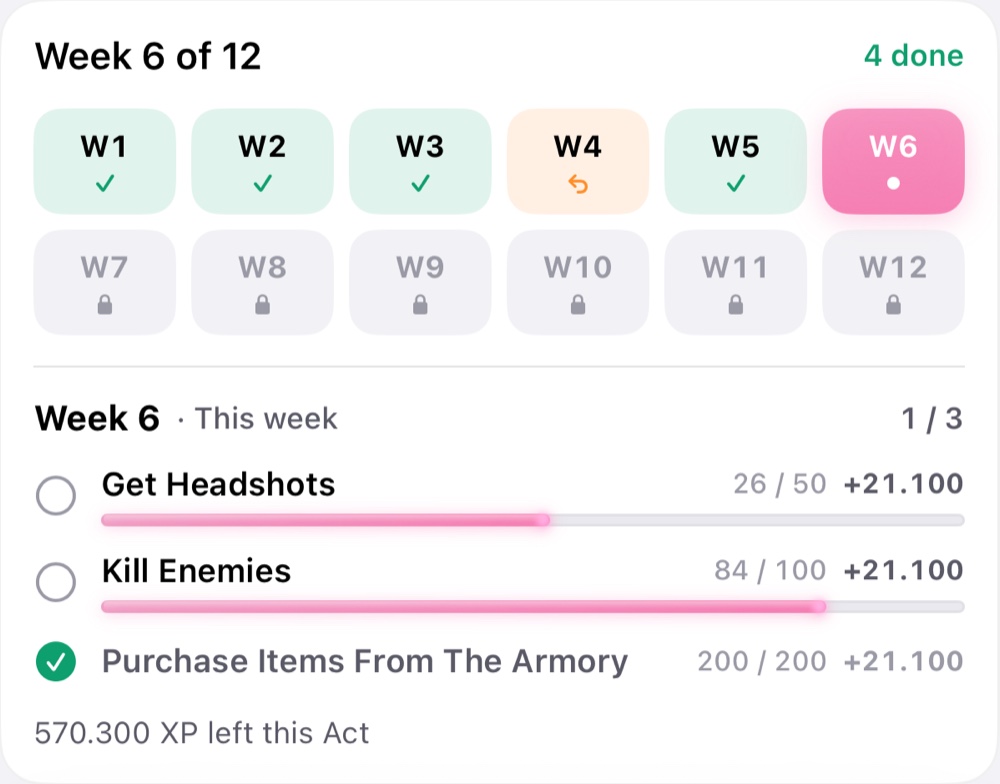 Week 6 of 12 4 done
W1 W2 W3 W4 W5 W6
W7 W8 W9 W10 W11 W12
Week 6 · This week 1 / 3
Get Headshots 26 / 50 +21.100
Kill Enemies 84 / 100 +21.100
Purchase Items From The Armory 200 / 200 +21.100
570.300 XP left this Act